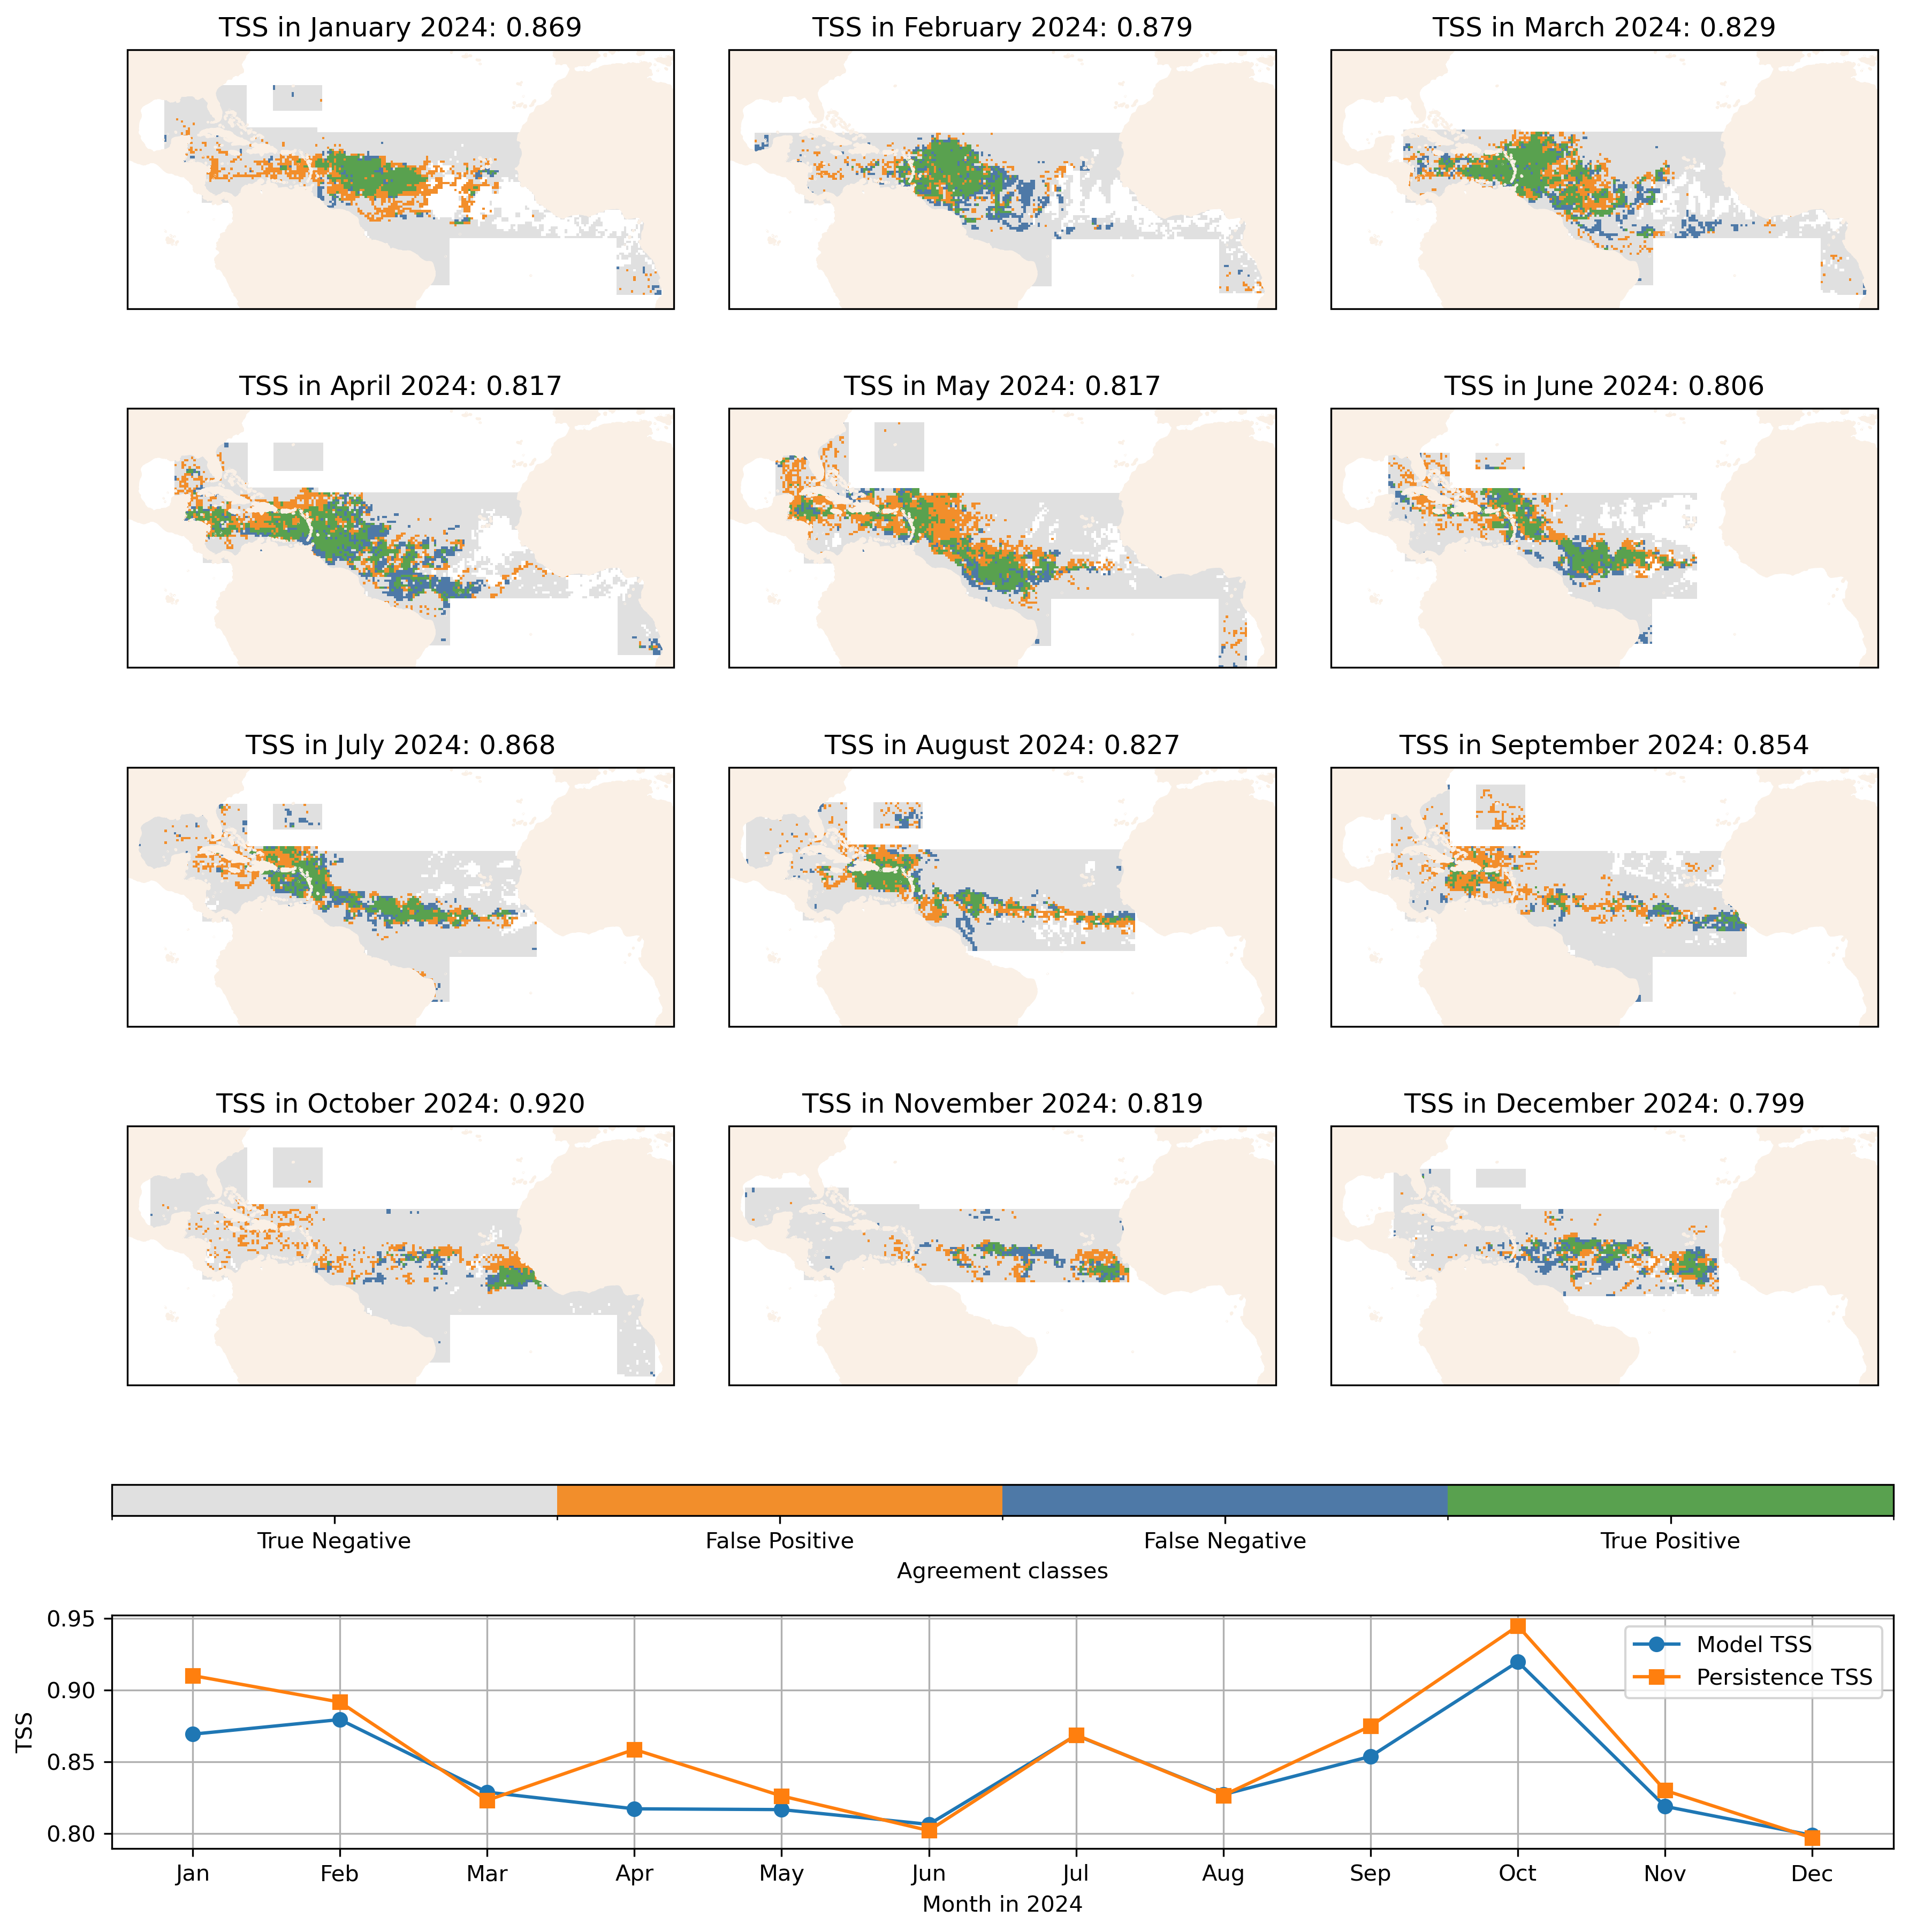 TSS in January 2024: 0.869
TSS in February 2024: 0.879
TSS in March 2024: 0.829
TSS in April 2024: 0.817
TSS in May 2024: 0.817
TSS in June 2024: 0.806
TSS in July 2024: 0.868
TSS in August 2024: 0.827
TSS in September 2024: 0.854
TSS in October 2024: 0.920
TSS in November 2024: 0.819
TSS in December 2024: 0.799
True Negative
False Positive
False Negative
True Positive
Agreement classes
0.95
0.90
0.85
0.80
TSS
Model TSS
Persistence TSS
Jan
Feb
Mar
Apr
May
Jun
Jul
Aug
Sep
Oct
Nov
Dec
Month in 2024